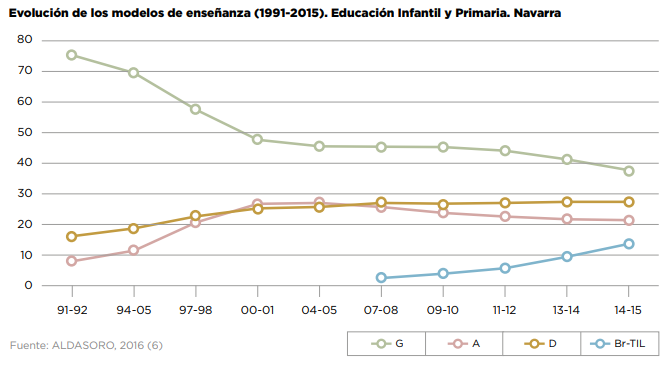 Evolución de los modelos de enseñanza (1991-2015). Educación Infantil y Primaria. Navarra
80
70
60
50
40
30
20
10
0
91-92 94-05 97-98 00-01 04-05 07-08 09-10 11-12 13-14 14-15
Fuente: ALDASORO, 2016 (6)
G A D Br-TIL